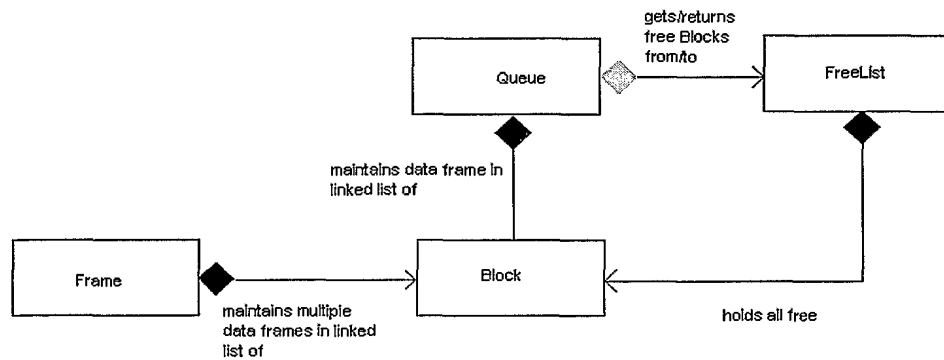 gets/returns
free Blocks
from/to
Queue
FreeList
maintains data frame in
linked list of
Frame
Block
maintains multiple
data frames in linked
list of
holds all free